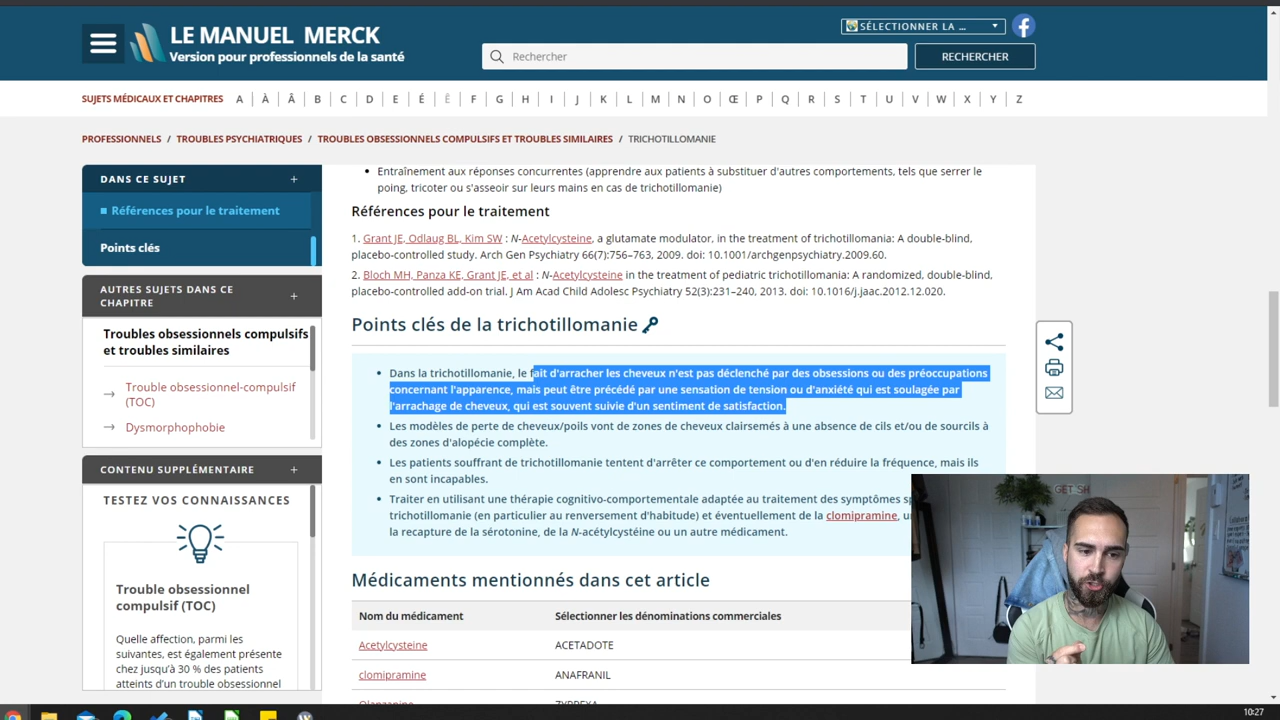 LE MANUEL MERCK
Version pour professionnels de la santé
SÉLECTIONNER LA ...
Rechercher
RECHERCHER
SUJETS MÉDICAUX ET CHAPITRES A À Â B C D E É Ê F G H I J K L M N O Œ P Q R S T U V W X Y Z
PROFESSIONNELS / TROUBLES PSYCHIATRIQUES / TROUBLES OBSESSIONNELS COMPULSIFS ET TROUBLES SIMILAIRES / TRICHOTILLOMANIE
DANS CE SUJET +
Références pour le traitement
Points clés
AUTRES SUJETS DANS CE
CHAPITRE +
Troubles obsessionnels compulsifs
et troubles similaires
Trouble obsessionnel-compulsif
(TOC)
Dysmorphophobie
CONTENU SUPPLÉMENTAIRE +
TESTEZ VOS CONNAISSANCES
Trouble obsessionnel
compulsif (TOC)
Quelle affection, parmi les
suivantes, est également présente
chez jusqu'à 30 % des patients
atteints d'un trouble obsessionnel
• Entraînement aux réponses concurrentes (apprendre aux patients à substituer d'autres comportements, tels que serrer le
poing, tricoter ou s'asseoir sur leurs mains en cas de trichotillomanie)
Références pour le traitement
1. Grant JE, Odlaug BL, Kim SW : N-Acetylcysteine, a glutamate modulator, in the treatment of trichotillomania: A double-blind,
placebo-controlled study. Arch Gen Psychiatry 66(7):756–763, 2009. doi: 10.1001/archgenpsychiatry.2009.60.
2. Bloch MH, Panza KE, Grant JE, et al : N-Acetylcysteine in the treatment of pediatric trichotillomania: A randomized, double-blind,
placebo-controlled add-on trial. J Am Acad Child Adolesc Psychiatry 52(3):231–240, 2013. doi: 10.1016/j.jaac.2012.12.020.
Points clés de la trichotillomanie
• Dans la trichotillomanie, le fait d'arracher les cheveux n'est pas déclenché par des obsessions ou des préoccupations
concernant l'apparence, mais peut être précédé par une sensation de tension ou d'anxiété qui est soulagée par
l'arrachage de cheveux, qui est souvent suivie d'un sentiment de satisfaction.
• Les modèles de perte de cheveux/poils vont de zones de cheveux clairsemés à une absence de cils et/ou de sourcils à
des zones d'alopécie complète.
• Les patients souffrant de trichotillomanie tentent d'arrêter ce comportement ou d'en réduire la fréquence, mais ils
en sont incapables.
• Traiter en utilisant une thérapie cognitivo-comportementale adaptée au traitement des symptômes sp
trichotillomanie (en particulier au renversement d'habitude) et éventuellement de la clomipramine, u
la recapture de la sérotonine, de la N-acétylcystéine ou un autre médicament.
Médicaments mentionnés dans cet article
Nom du médicament Sélectionner les dénominations commerciales
Acetylcysteine ACETADOTE
clomipramine ANAFRANIL
GET SH
10:27